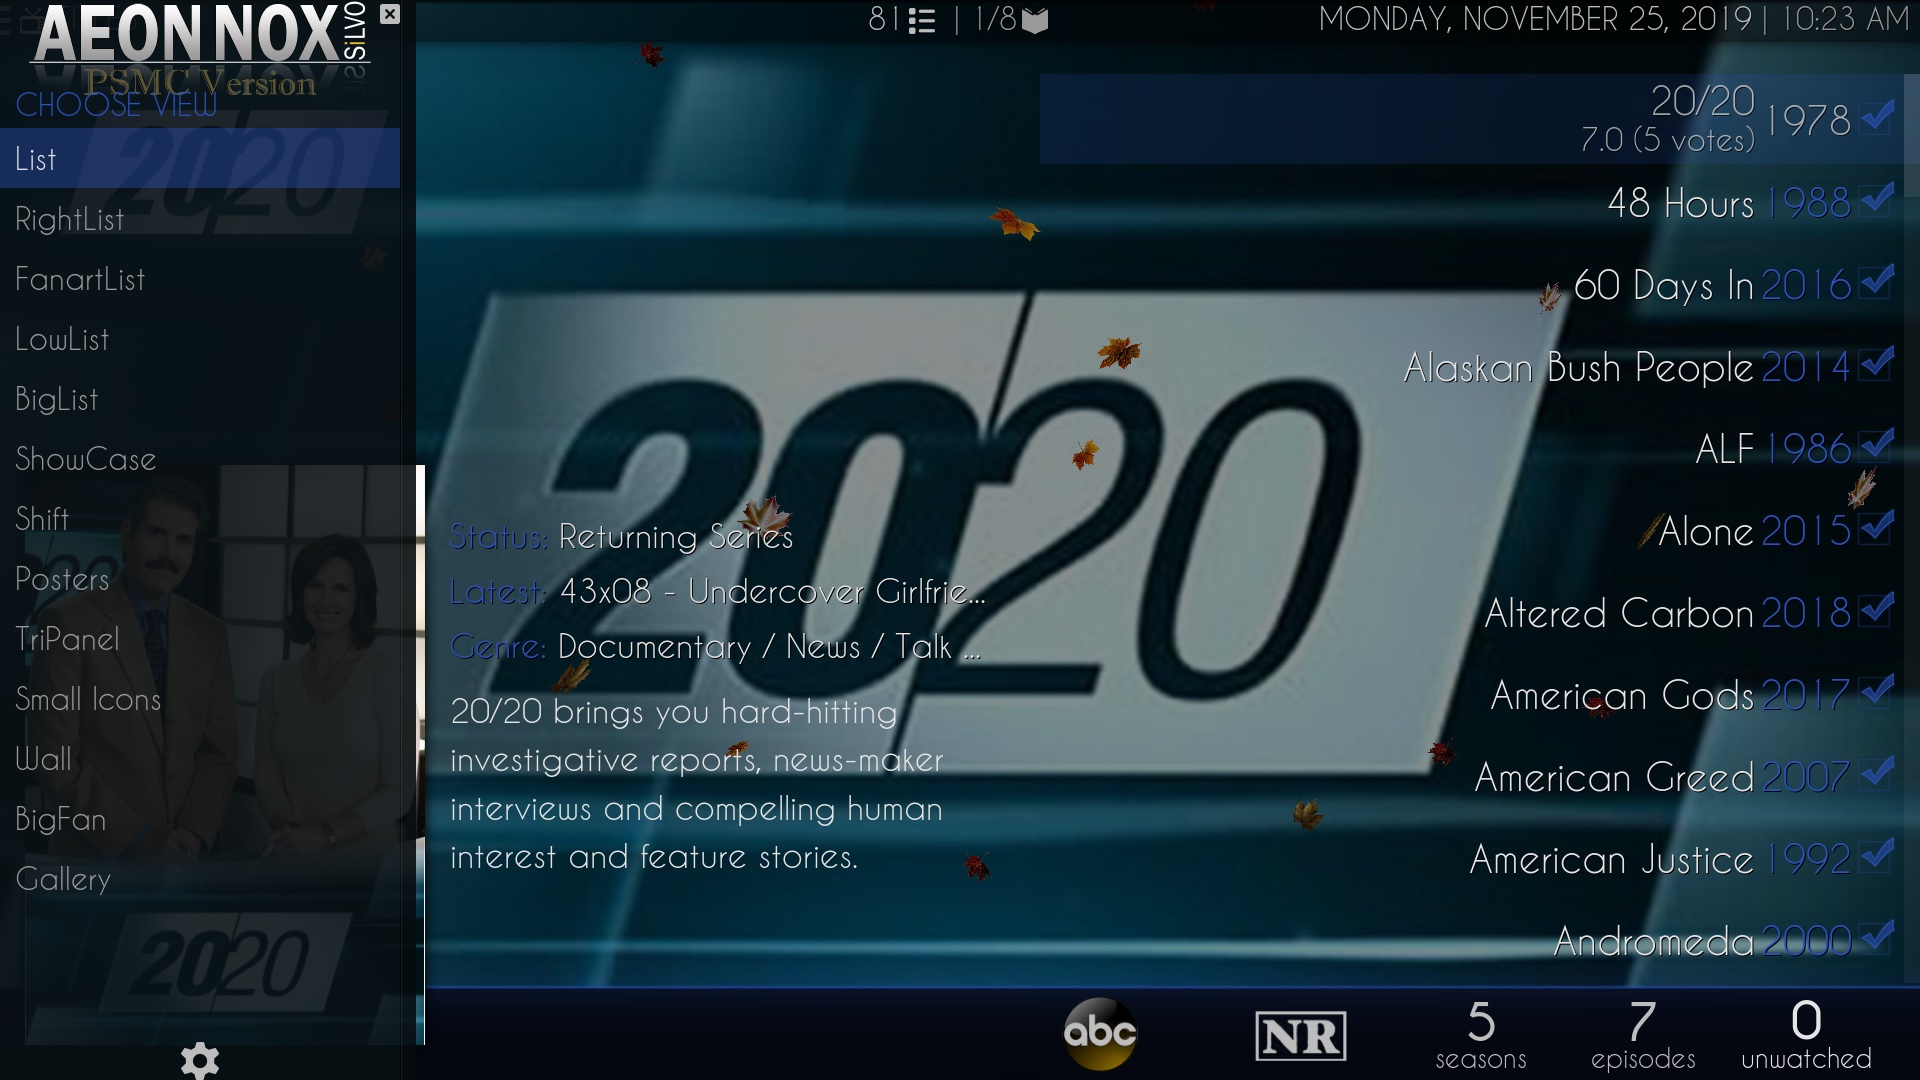 AEON NOX SiLVO
PSMC Version
CHOOSE VIEW
List
RightList
FanartList
LowList
BigList
ShowCase
Shift
Posters
TriPanel
Small Icons
Wall
BigFan
Gallery
81 | 1/8
MONDAY, NOVEMBER 25, 2019 | 10:23 AM
20/20 1978
7.0 (5 votes)
48 Hours 1988
60 Days In 2016
Alaskan Bush People 2014
ALF 1986
Alone 2015
Altered Carbon 2018
American Gods 2017
American Greed 2007
American Justice 1992
Andromeda 2000
2020
2020
2020
Status: Returning Series
Latest: 43x08 - Undercover Girlfrie...
Genre: Documentary / News / Talk ...
20/20 brings you hard-hitting
investigative reports, news-maker
interviews and compelling human
interest and feature stories.
abc
NR
5 seasons
7 episodes
0 unwatched